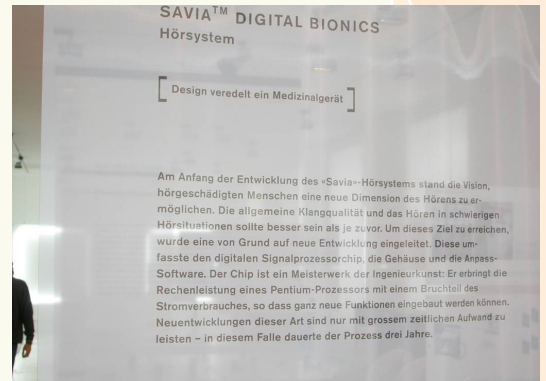 SAVIA™ DIGITAL BIONICS
Hörsystem
[Design veredelt ein Medizinalgerät]
Am Anfang der Entwicklung des «Savia»-Hörsystems stand die Vision,
hörgeschädigten Menschen eine neue Dimension des Hörens zu er-
möglichen. Die allgemeine Klangqualität und das Hören in schwierigen
Hörsituationen sollte besser sein als je zuvor. Um dieses Ziel zu erreichen,
wurde eine von Grund auf neue Entwicklung eingeleitet. Diese um-
fasste den digitalen Signalprozessorchip, die Gehäuse und die Anpass-
Software. Der Chip ist ein Meisterwerk der Ingenieurkunst: Er erbringt die
Rechenleistung eines Pentium-Prozessors mit einem Bruchteil des
Stromverbrauches, so dass ganz neue Funktionen eingebaut werden können.
Neuentwicklungen dieser Art sind nur mit grossem zeitlichen Aufwand zu
leisten – in diesem Falle dauerte der Prozess drei Jahre.